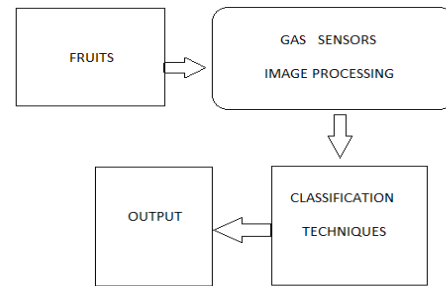 FRUITS
GAS SENSORS
IMAGE PROCESSING
CLASSIFICATION
TECHNIQUES
OUTPUT